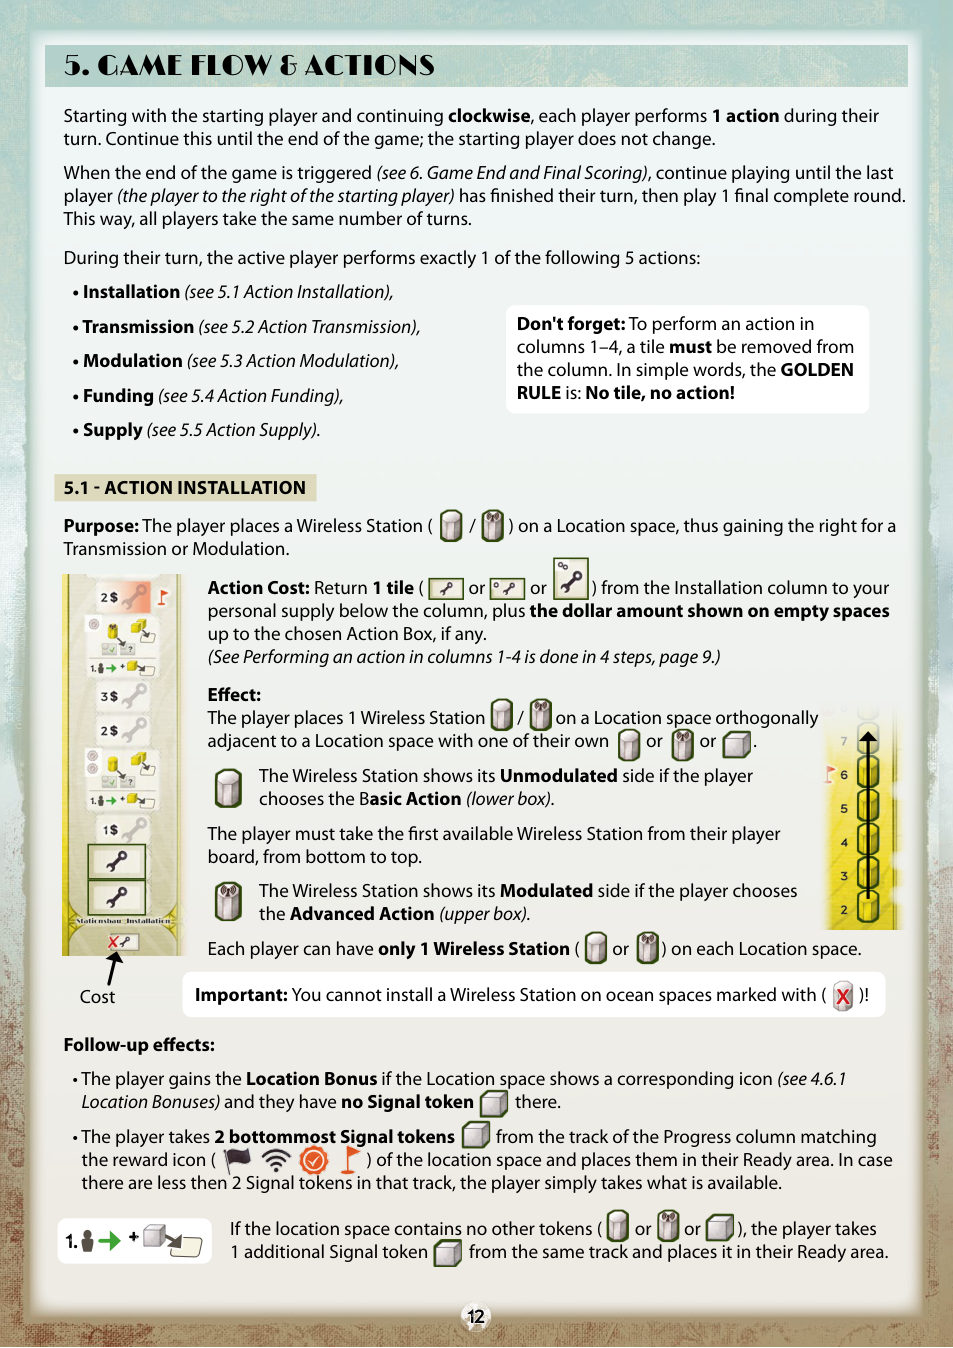 5. GAME FLOW & ACTIONS
Starting with the starting player and continuing clockwise, each player performs 1 action during their
turn. Continue this until the end of the game; the starting player does not change.
When the end of the game is triggered (see 6. Game End and Final Scoring), continue playing until the last
player (the player to the right of the starting player) has finished their turn, then play 1 final complete round.
This way, all players take the same number of turns.
During their turn, the active player performs exactly 1 of the following 5 actions:
• Installation (see 5.1 Action Installation),
• Transmission (see 5.2 Action Transmission),
• Modulation (see 5.3 Action Modulation),
• Funding (see 5.4 Action Funding),
• Supply (see 5.5 Action Supply).
Don't forget: To perform an action in
columns 1–4, a tile must be removed from
the column. In simple words, the GOLDEN
RULE is: No tile, no action!
5.1 - ACTION INSTALLATION
Purpose: The player places a Wireless Station ( / ) on a Location space, thus gaining the right for a
Transmission or Modulation.
2$
1. +
3$
2$
1. +
1$
Stationsbau - Installation
X
Cost
Action Cost: Return 1 tile ( or or ) from the Installation column to your
personal supply below the column, plus the dollar amount shown on empty spaces
up to the chosen Action Box, if any.
(See Performing an action in columns 1-4 is done in 4 steps, page 9.)
Effect:
The player places 1 Wireless Station / on a Location space orthogonally
adjacent to a Location space with one of their own or or .
The Wireless Station shows its Unmodulated side if the player
chooses the Basic Action (lower box).
The player must take the first available Wireless Station from their player
board, from bottom to top.
The Wireless Station shows its Modulated side if the player chooses
the Advanced Action (upper box).
Each player can have only 1 Wireless Station ( or ) on each Location space.
7
6
5
4
3
2
Important: You cannot install a Wireless Station on ocean spaces marked with ( X )!
Follow-up effects:
• The player gains the Location Bonus if the Location space shows a corresponding icon (see 4.6.1
Location Bonuses) and they have no Signal token there.
• The player takes 2 bottommost Signal tokens from the track of the Progress column matching
the reward icon ( ) of the location space and places them in their Ready area. In case
there are less then 2 Signal tokens in that track, the player simply takes what is available.
1. +
If the location space contains no other tokens ( or or ), the player takes
1 additional Signal token from the same track and places it in their Ready area.
12